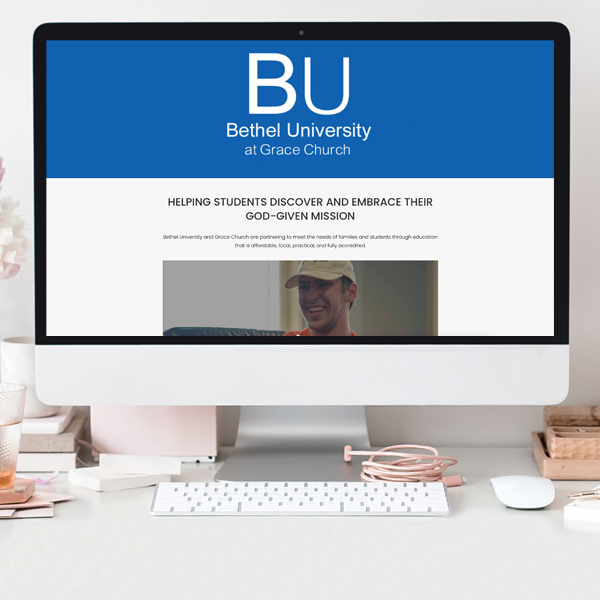 BU
Bethel University
at Grace Church
HELPING STUDENTS DISCOVER AND EMBRACE THEIR
GOD-GIVEN MISSION
Bethel University and Grace Church are partnering to meet the needs of families and students through education
that is affordable, local, practical, and fully accredited.